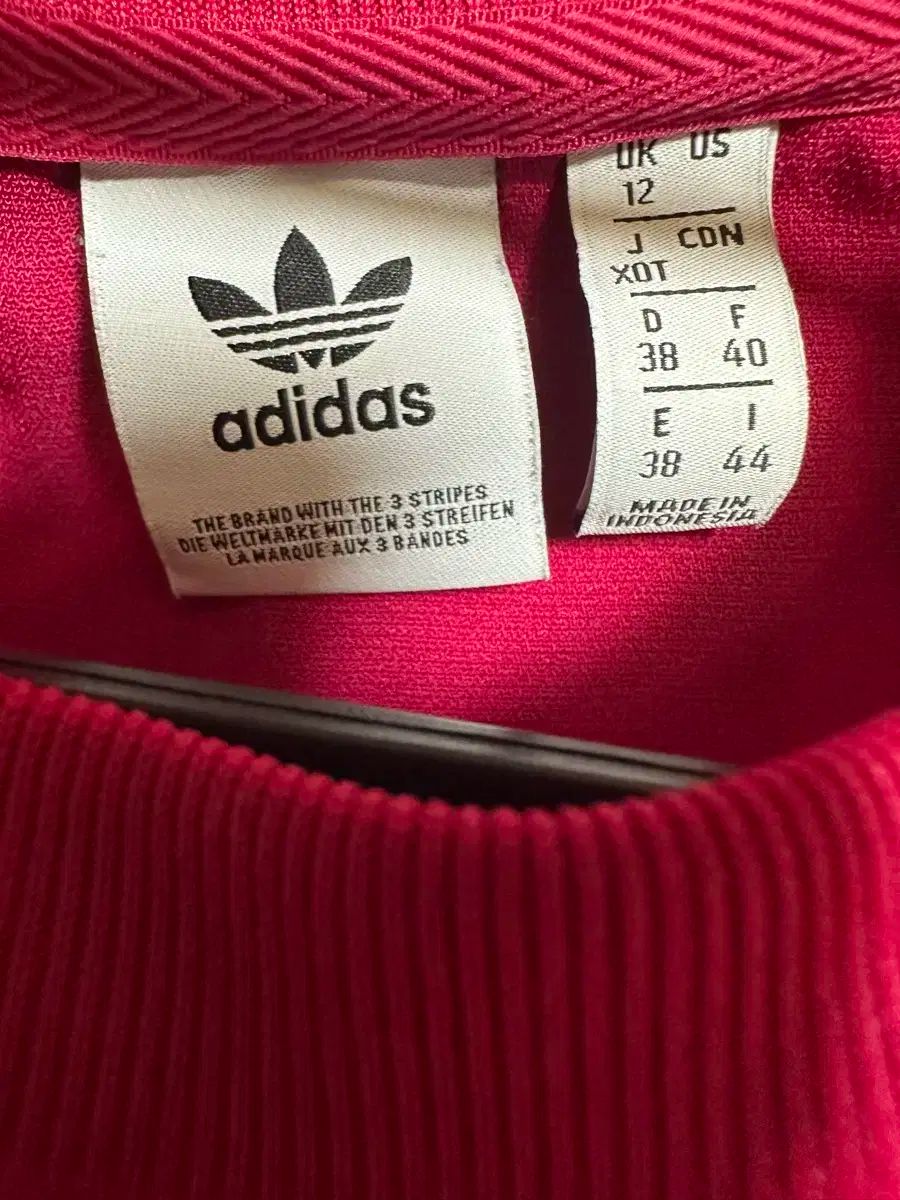 adidas
THE BRAND WITH THE 3 STRIPES
DIE WELTMARKE MIT DEN 3 STREIFEN
LA MARQUE AUX 3 BANDES
UK US
12
J CDN
XOT
D F
38 40
E I
38 44
MADE IN
INDONESIA